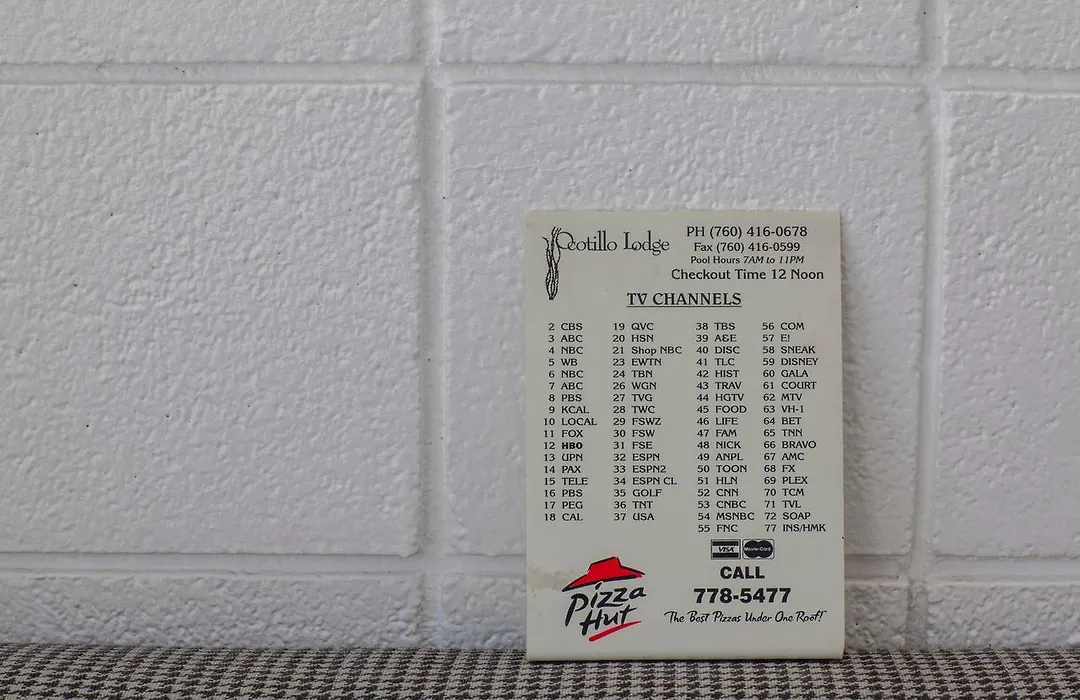 Ocotillo Lodge
PH (760) 416-0678
Fax (760) 416-0599
Pool Hours 7AM to 11PM
Checkout Time 12 Noon
TV CHANNELS
2 CBS
3 ABC
4 NBC
5 WB
6 NBC
7 ABC
8 PBS
9 KCAL
10 LOCAL
11 FOX
12 HBO
13 UPN
14 PAX
15 TELE
16 PBS
17 PEG
18 CAL
19 QVC
20 HSN
21 Shop NBC
23 EWTN
24 TBN
26 WGN
27 TVG
28 TWC
29 FSWZ
30 FSW
31 FSE
32 ESPN
33 ESPN2
34 ESPN CL
35 GOLF
36 TNT
37 USA
38 TBS
39 A&E
40 DISC
41 TLC
42 HIST
43 TRAV
44 HGTV
45 FOOD
46 LIFE
47 FAM
48 NICK
49 ANPL
50 TOON
51 HLN
52 CNN
53 CNBC
54 MSNBC
55 FNC
56 COM
57 E!
58 SNEAK
59 DISNEY
60 GALA
61 COURT
62 MTV
63 VH-1
64 BET
65 TNN
66 BRAVO
67 AMC
68 FX
69 PLEX
70 TCM
71 TVL
72 SOAP
77 INS/HMK
VISA MasterCard
Pizza
Hut
CALL
778-5477
The Best Pizzas Under One Roof!